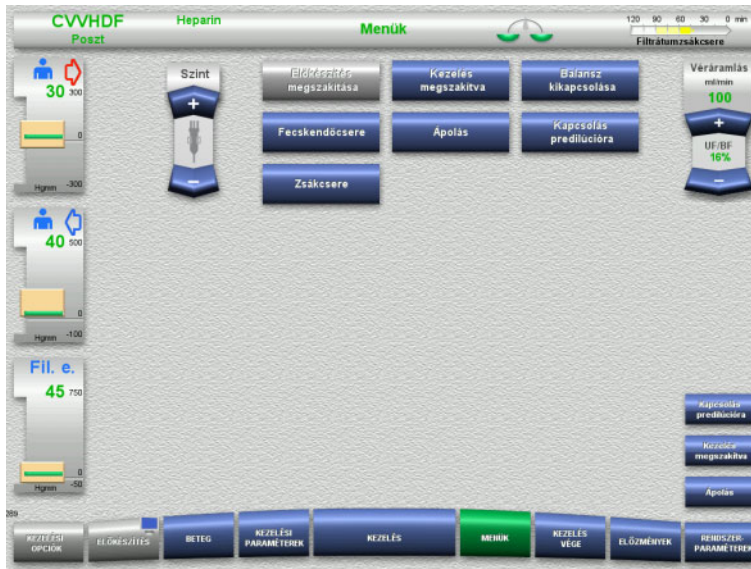 CVVHDF
Poszt
Heparin
Menük
120 90 60 30 0 min
Filtrátumzsákcsere
30 300
0
Hgmm -300
40 500
0
Hgmm -100
Fil. e.
45 750
0
Hgmm -50
Szint
+
−
Előkészítés
megszakítása
Kezelés
megszakítva
Balansz
kikapcsolása
Fecskendőcsere
Ápolás
Kapcsolás
predilúcióra
Zsákcsere
Véráramlás
ml/min
100
+
UF/BF
16%
−
Kapcsolás
predilúcióra
Kezelés
megszakítva
Ápolás
KEZELÉSI
OPCIÓK
ELŐKÉSZÍTÉS
BETEG
KEZELÉSI
PARAMÉTEREK
KEZELÉS
MENÜK
KEZELÉS
VÉGE
ELŐZMÉNYEK
RENDSZER-
PARAMÉTEREK